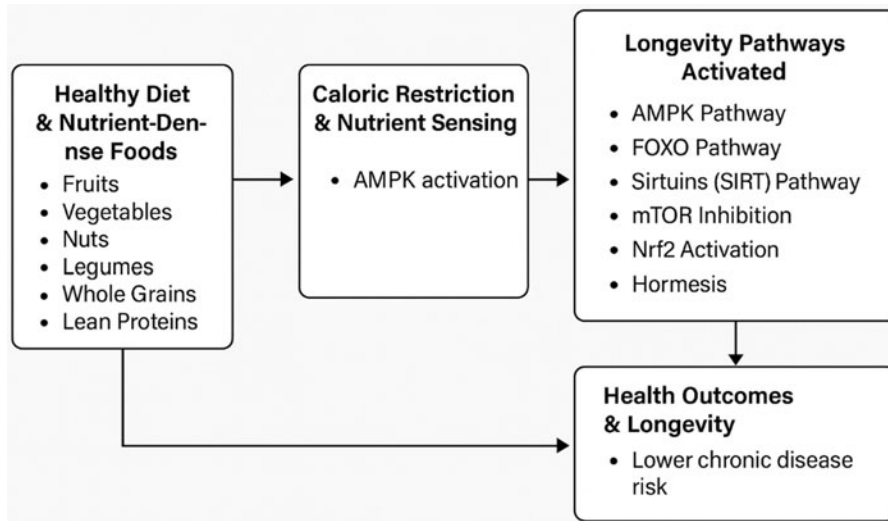 Healthy Diet
& Nutrient-Den-
nse Foods
• Fruits
• Vegetables
• Nuts
• Legumes
• Whole Grains
• Lean Proteins
Caloric Restriction
& Nutrient Sensing
• AMPK activation
Longevity Pathways
Activated
• AMPK Pathway
• FOXO Pathway
• Sirtuins (SIRT) Pathway
• mTOR Inhibition
• Nrf2 Activation
• Hormesis
Health Outcomes
& Longevity
• Lower chronic disease
risk